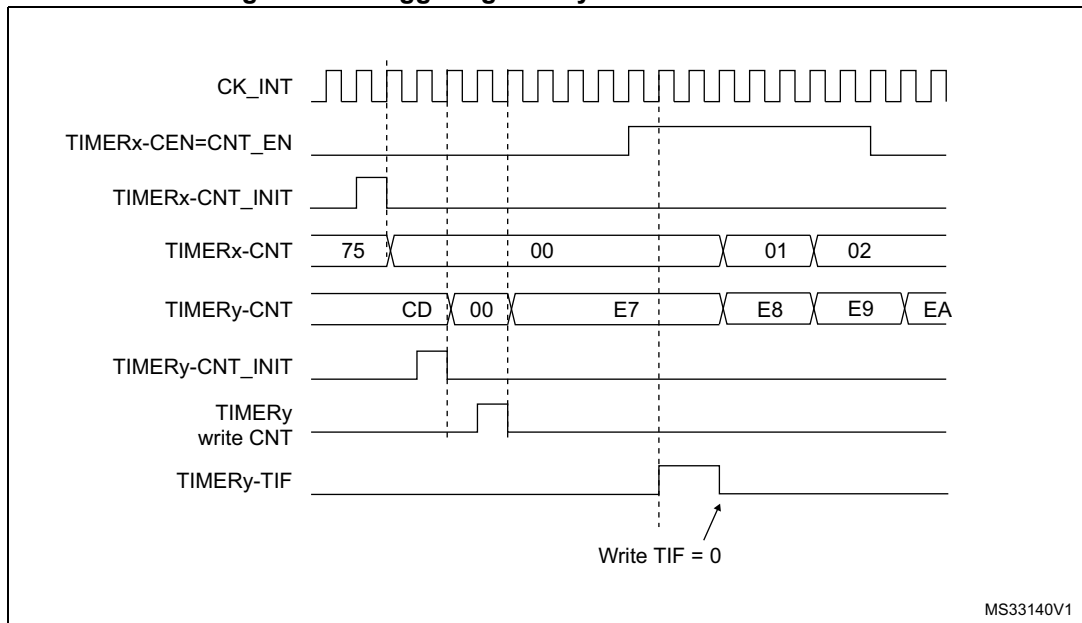 CK_INT
TIMERx-CEN=CNT_EN
TIMERx-CNT_INIT
TIMERx-CNT 75 00 01 02
TIMERy-CNT CD 00 E7 E8 E9 EA
TIMERy-CNT_INIT
TIMERy
write CNT
TIMERy-TIF
Write TIF = 0
MS33140V1